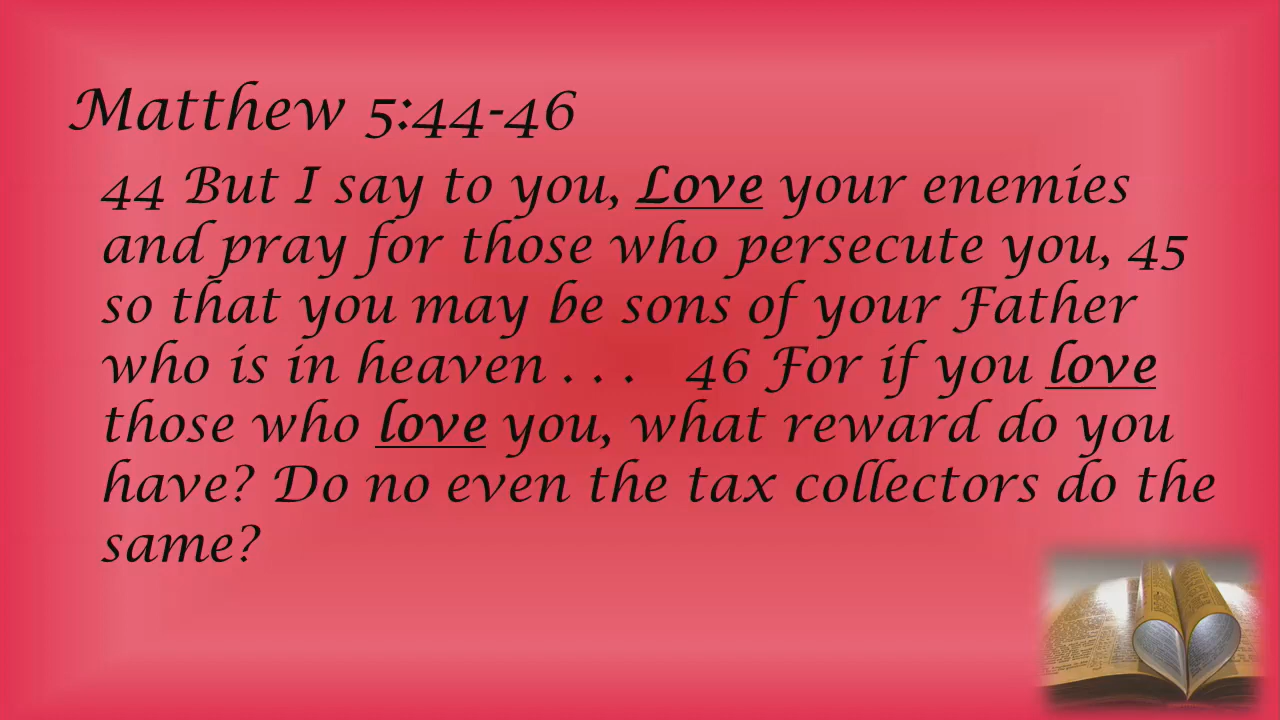 Matthew 5:44-46
44 But I say to you, Love your enemies
and pray for those who persecute you, 45
so that you may be sons of your Father
who is in heaven . . . 46 For if you love
those who love you, what reward do you
have? Do no even the tax collectors do the
same?